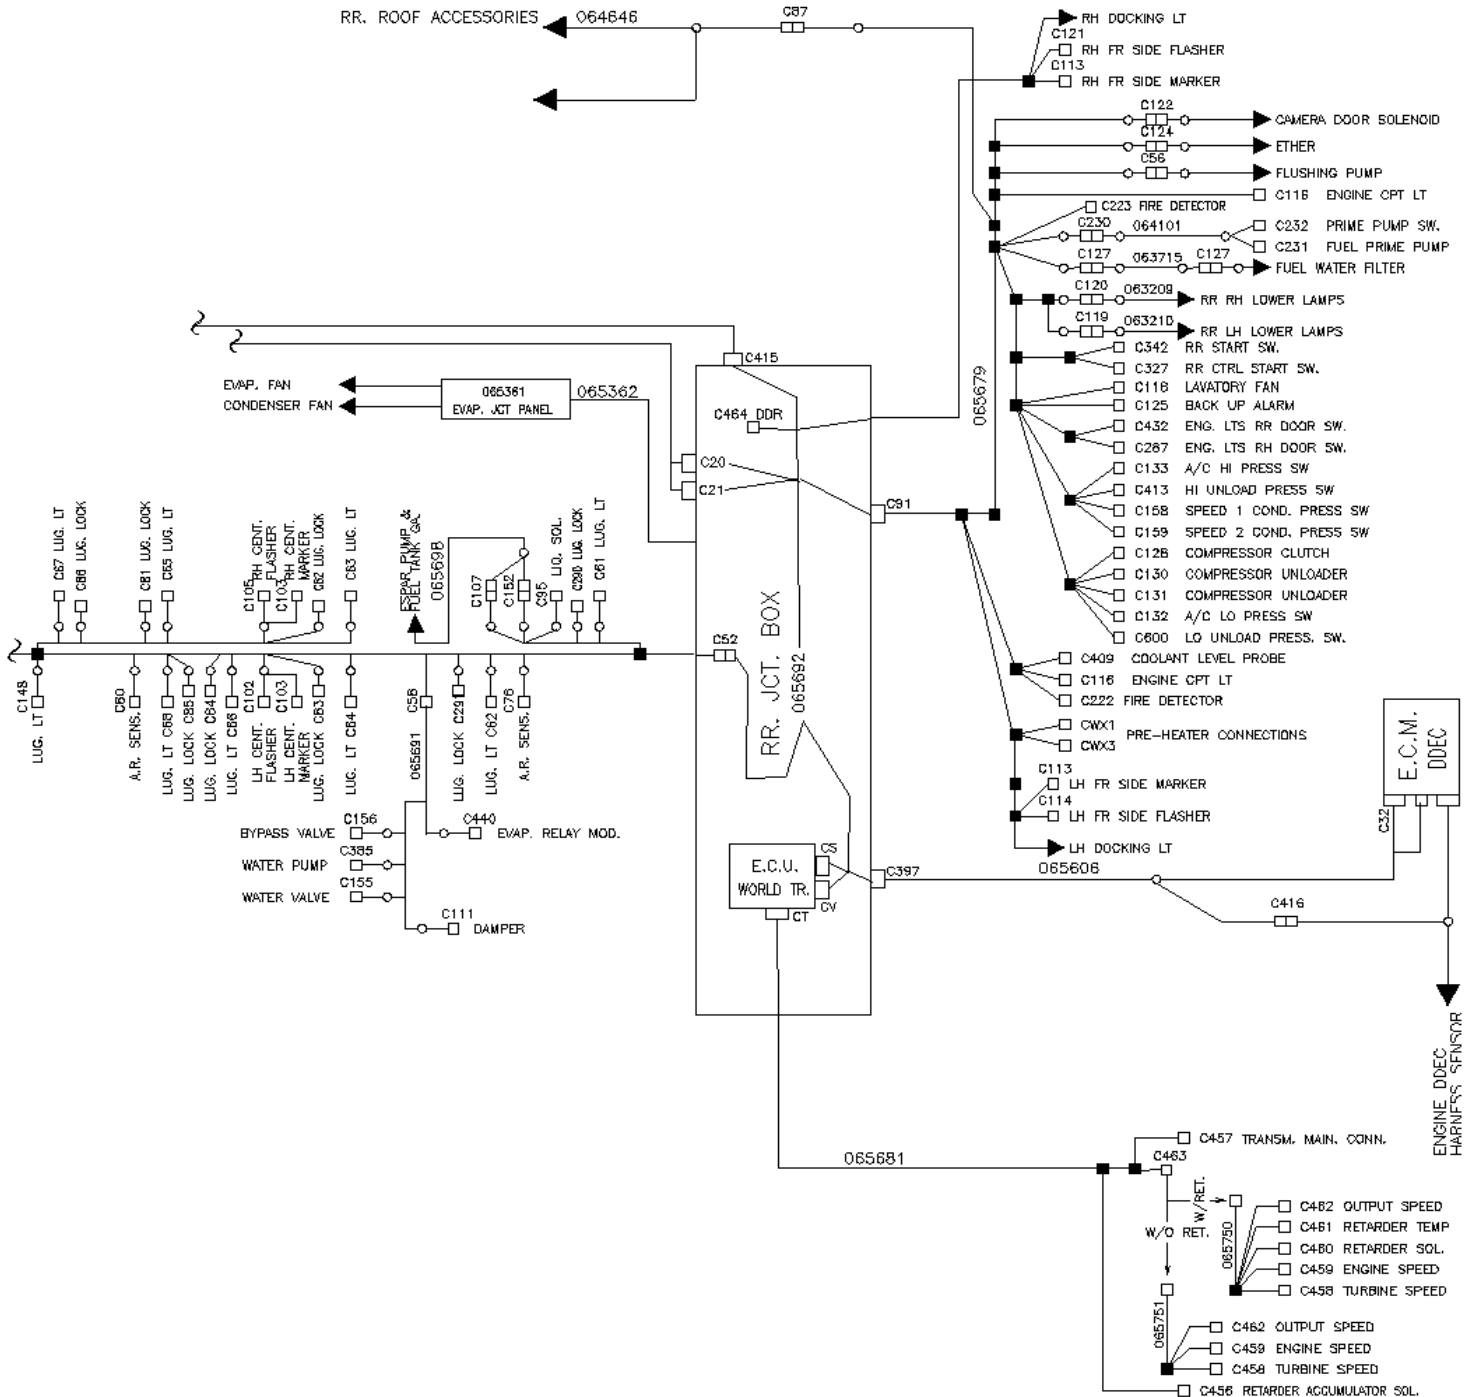 RR. ROOF ACCESSORIES
064646
C87
RH DOCKING LT
C121
RH FR SIDE FLASHER
C113
RH FR SIDE MARKER
C122
CAMERA DOOR SOLENOID
C124
ETHER
C56
FLUSHING PUMP
C116 ENGINE CPT LT
C223 FIRE DETECTOR
C230
064101
C232 PRIME PUMP SW.
C231 FUEL PRIME PUMP
C127
063715
C127
FUEL WATER FILTER
C120
063209
RR RH LOWER LAMPS
C119
063210
RR LH LOWER LAMPS
C342 RR START SW.
C327 RR CTRL START SW.
C118 LAVATORY FAN
C125 BACK UP ALARM
C432 ENG. LTS RR DOOR SW.
C287 ENG. LTS RH DOOR SW.
C133 A/C HI PRESS SW
C413 HI UNLOAD PRESS SW
C158 SPEED 1 COND. PRESS SW
C159 SPEED 2 COND. PRESS SW
C128 COMPRESSOR CLUTCH
C130 COMPRESSOR UNLOADER
C131 COMPRESSOR UNLOADER
C132 A/C LO PRESS SW
C600 LO UNLOAD PRESS. SW.
C409 COOLANT LEVEL PROBE
C116 ENGINE CPT LT
C222 FIRE DETECTOR
CWX1
CWX3
PRE-HEATER CONNECTIONS
C113
LH FR SIDE MARKER
C114
LH FR SIDE FLASHER
LH DOCKING LT
065679
C415
EVAP. FAN
CONDENSER FAN
065361
EVAP. JCT PANEL
065362
C464 DDR
C20
C21
C91
RR. JCT. BOX
065692
C52
C67 LUG. LT
C86 LUG. LOCK
C81 LUG. LOCK
C65 LUG. LT
C105
RH CENT.
FLASHER
C103
RH CENT.
MARKER
C82 LUG. LOCK
C63 LUG. LT
ESPAR PUMP &
FUEL TANK GA.
065698
C107
C152
C95
LIQ. SOL.
C290 LUG. LOCK
C61 LUG. LT
C148
LUG. LT
C80
A.R. SENS.
LUG. LT C68
LUG. LOCK C85
LUG. LOCK C84
LUG. LT C66
C102
LH CENT.
FLASHER
C103
LH CENT.
MARKER
LUG. LOCK C83
LUG. LT C64
C58
065691
LUG. LOCK C291
LUG. LT C62
C76
A.R. SENS.
BYPASS VALVE
C156
C440
EVAP. RELAY MOD.
WATER PUMP
C385
WATER VALVE
C155
C111
DAMPER
E.C.U.
WORLD TR.
CS
CV
CT
C397
065606
C416
C32
E.C.M.
DDEC
ENGINE DDEC
HARNESS SENSOR
065681
C457 TRANSM. MAIN. CONN.
C463
W/RET.
W/O RET.
065750
C462 OUTPUT SPEED
C461 RETARDER TEMP
C460 RETARDER SOL.
C459 ENGINE SPEED
C458 TURBINE SPEED
065751
C462 OUTPUT SPEED
C459 ENGINE SPEED
C458 TURBINE SPEED
C456 RETARDER ACCUMULATOR SOL.